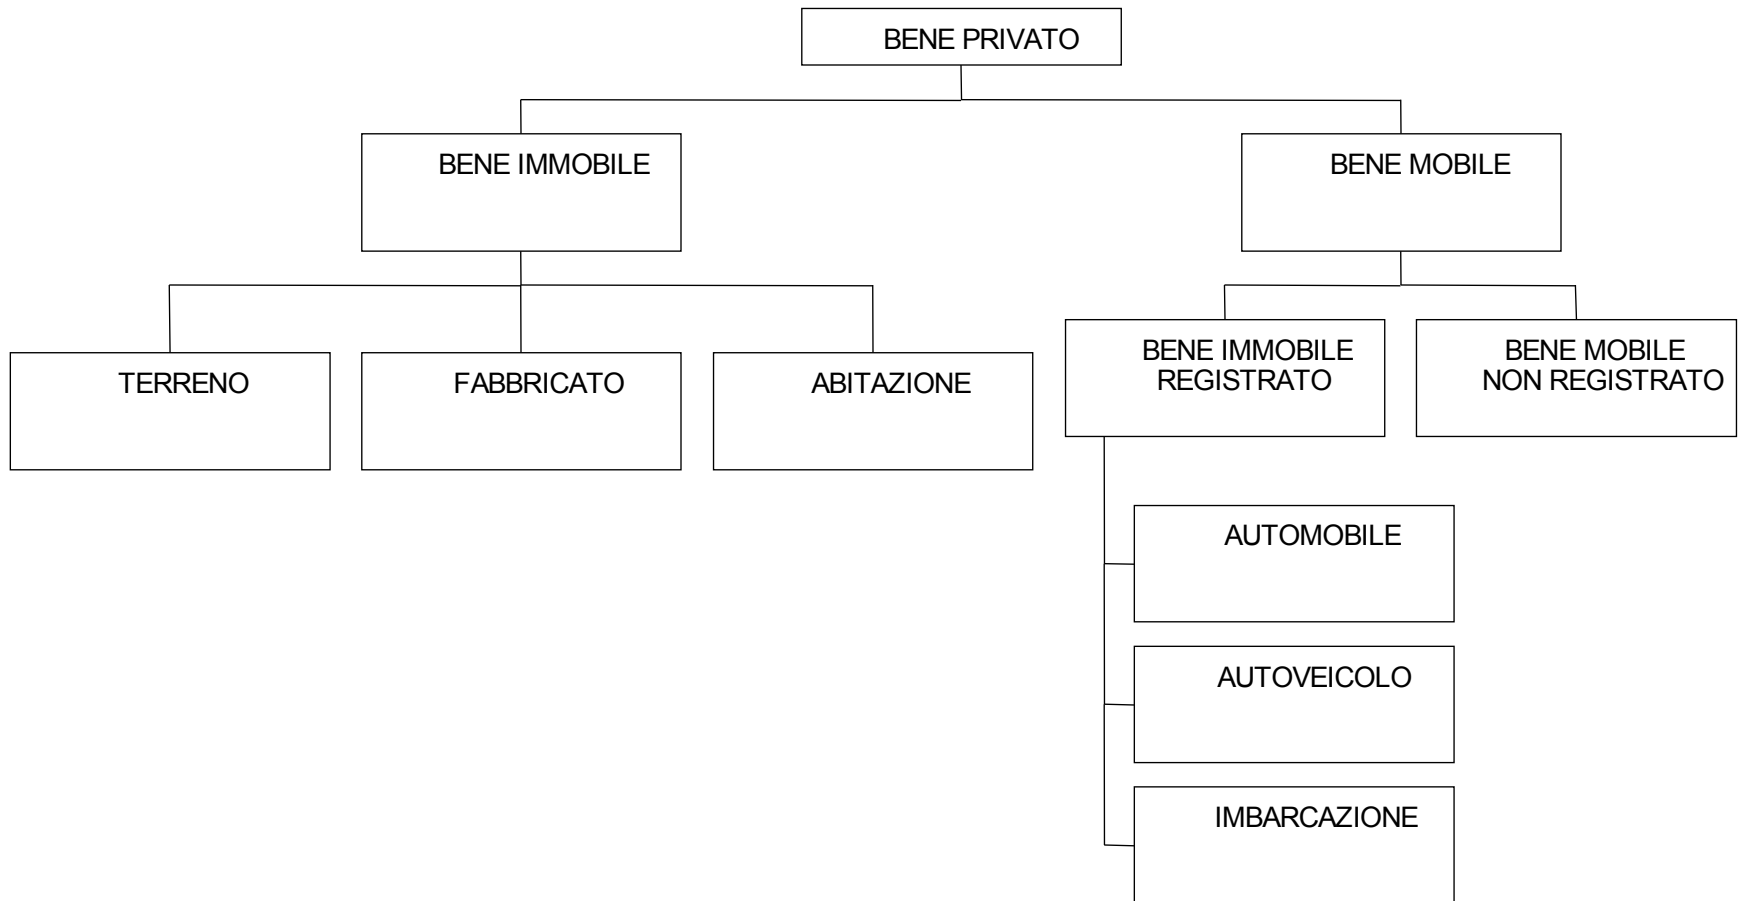 BENE PRIVATO
BENE IMMOBILE
BENE MOBILE
TERRENO
FABBRICATO
ABITAZIONE
BENE IMMOBILE
REGISTRATO
BENE MOBILE
NON REGISTRATO
AUTOMOBILE
AUTOVEICOLO
IMBARCAZIONE